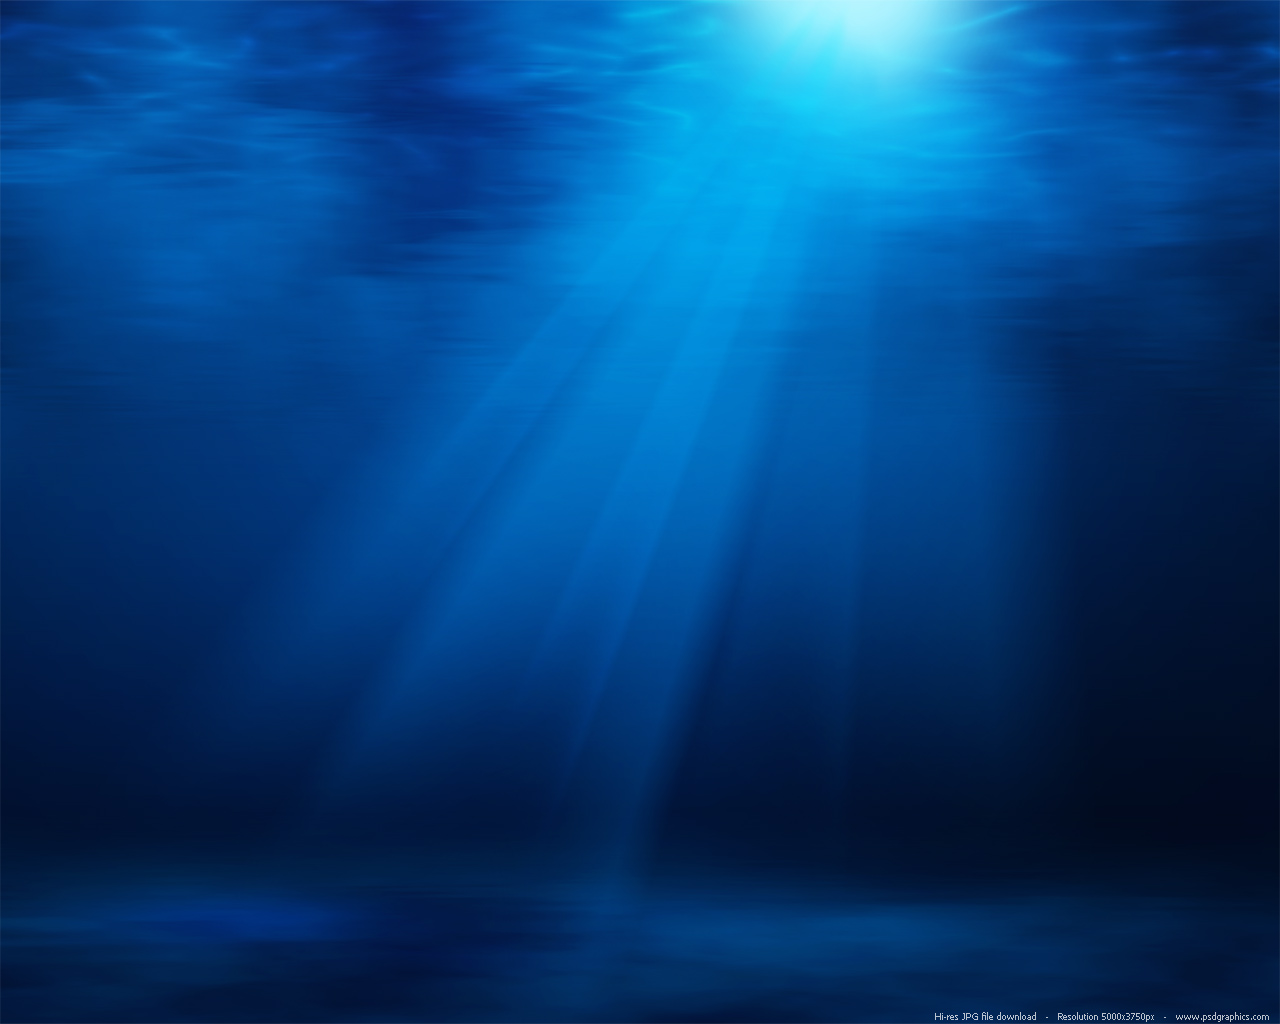 Hi-res JPG file download - Resolution 5000x3750px - www.psdgraphics.com